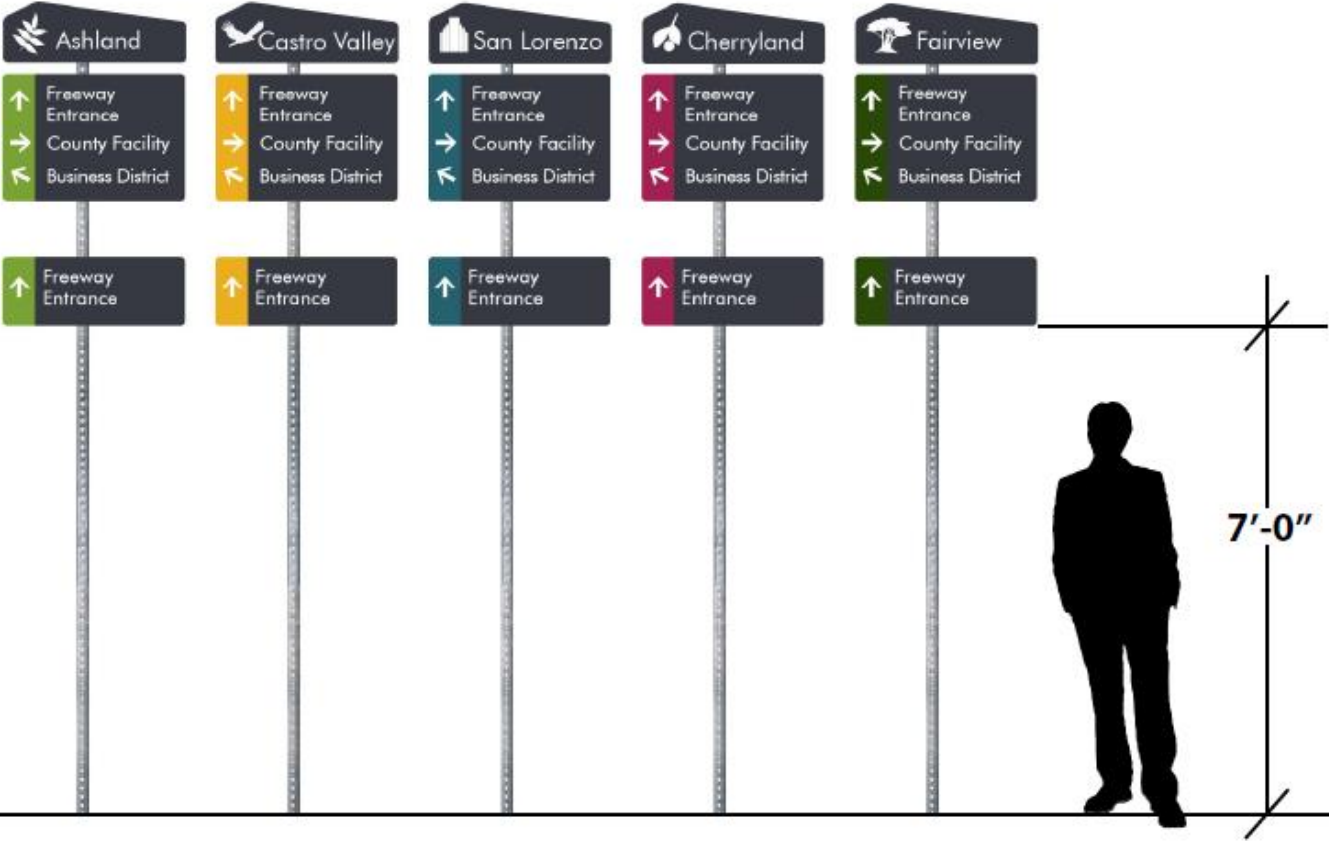 Ashland
Freeway
Entrance
County Facility
Business District
Freeway
Entrance
Castro Valley
Freeway
Entrance
County Facility
Business District
Freeway
Entrance
San Lorenzo
Freeway
Entrance
County Facility
Business District
Freeway
Entrance
Cherryland
Freeway
Entrance
County Facility
Business District
Freeway
Entrance
Fairview
Freeway
Entrance
County Facility
Business District
Freeway
Entrance
7'-0"